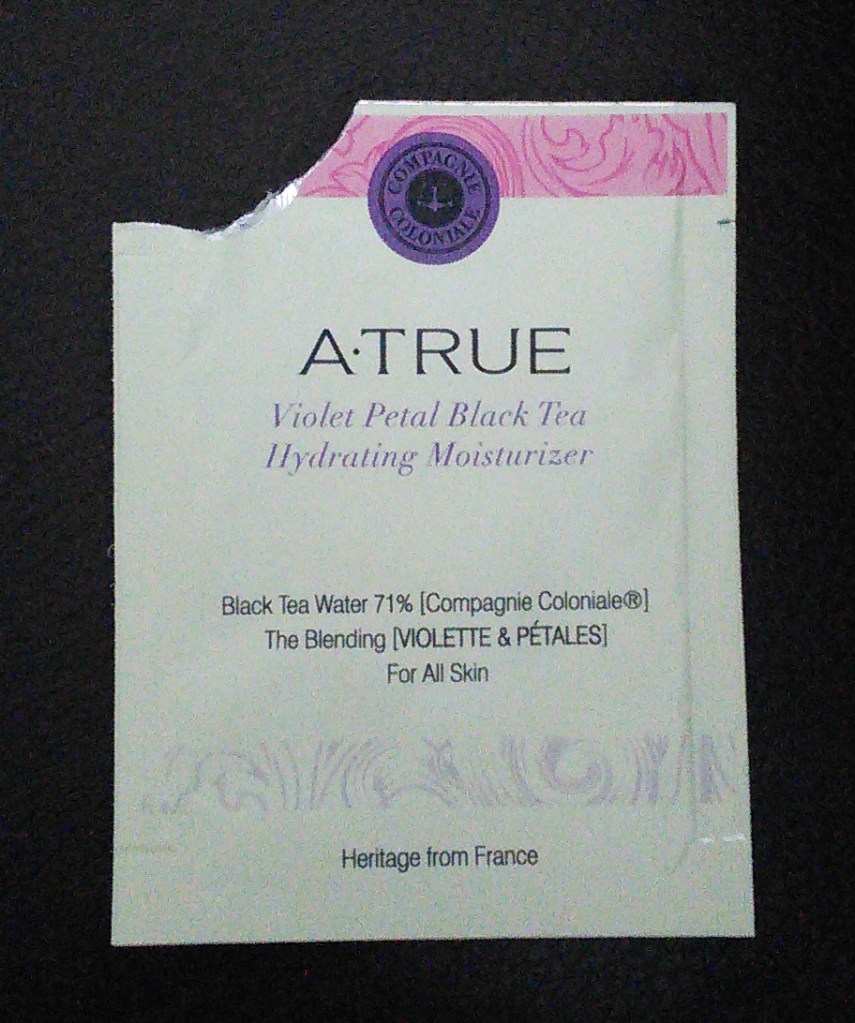 COMPAGNIE
COLONIALE
A·TRUE
Violet Petal Black Tea
Hydrating Moisturizer
Black Tea Water 71% [Compagnie Coloniale®]
The Blending [VIOLETTE & PÉTALES]
For All Skin
Heritage from France